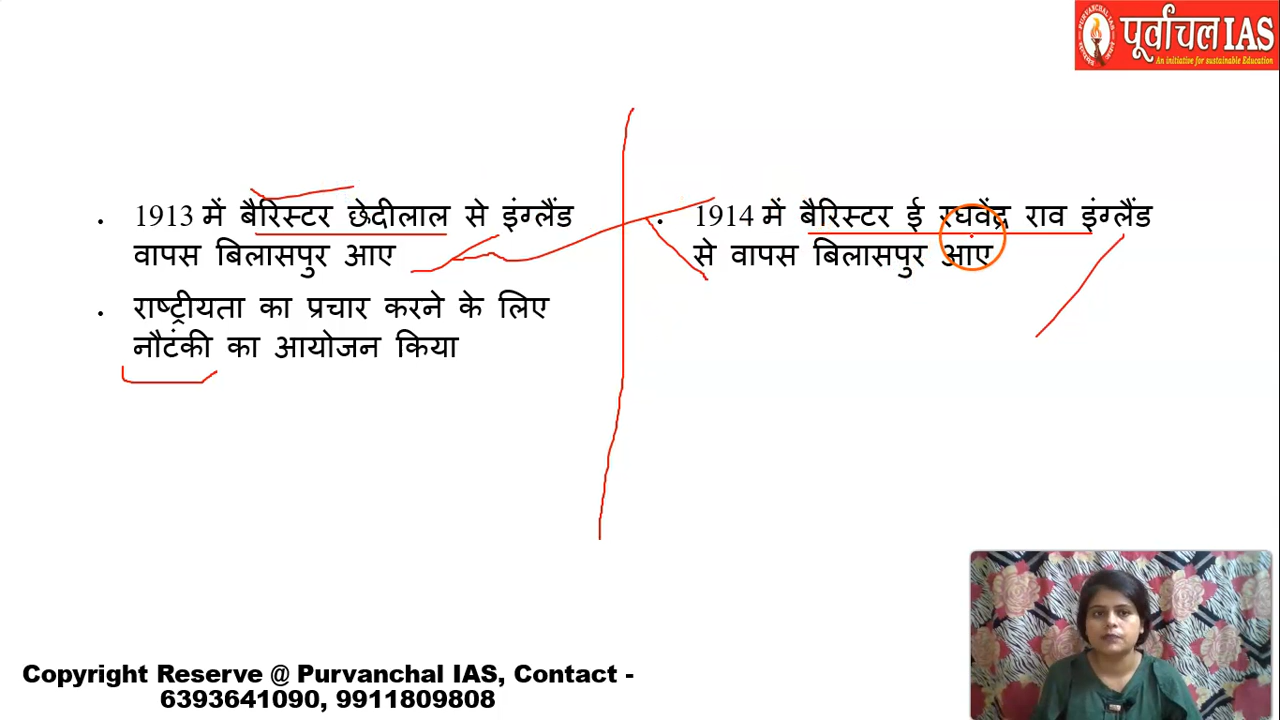 पूर्वांचल IAS
An initiative for sustainable Education
1913 में बैरिस्टर छेदीलाल से इंग्लैंड
वापस बिलासपुर आए
राष्ट्रीयता का प्रचार करने के लिए
नौटंकी का आयोजन किया
1914 में बैरिस्टर ई रघवेंद्र राव इंग्लैंड
से वापस बिलासपुर आए
Copyright Reserve @ Purvanchal IAS, Contact -
6393641090, 9911809808